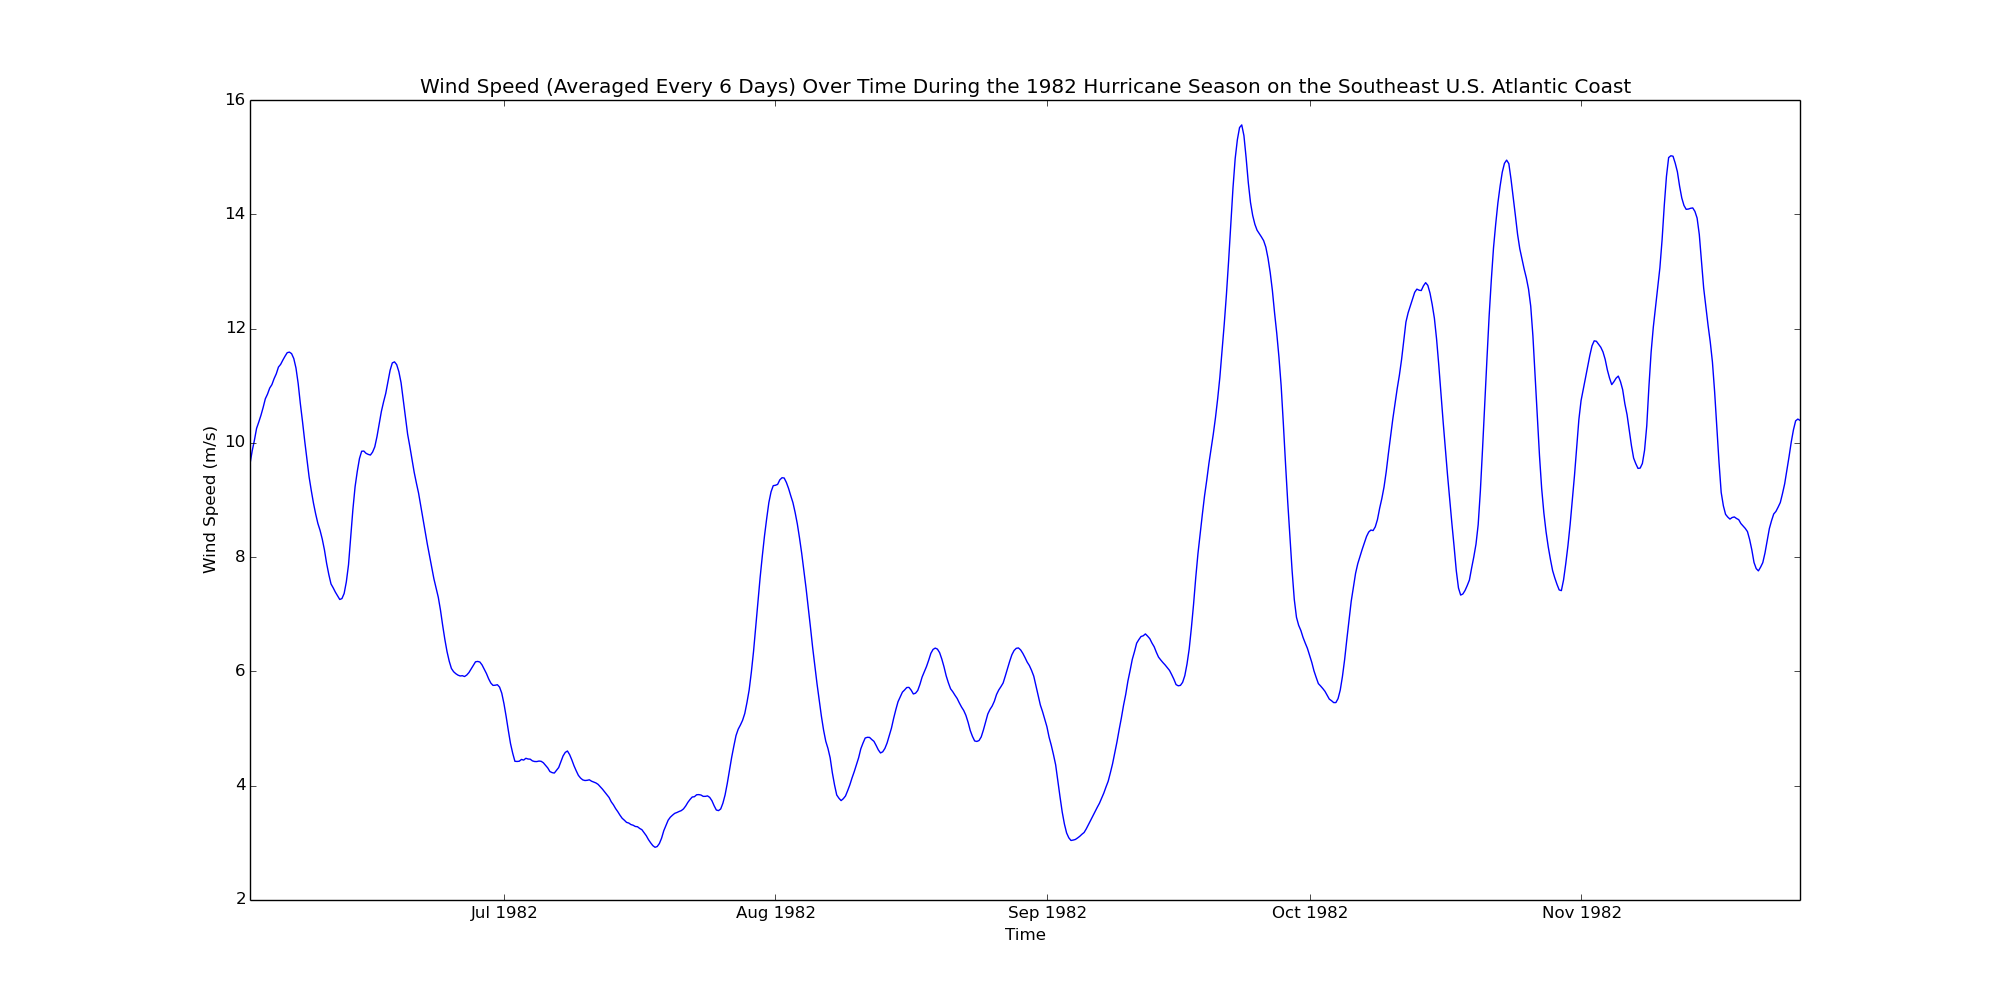 Wind Speed (Averaged Every 6 Days) Over Time During the 1982 Hurricane Season on the Southeast U.S. Atlantic Coast
16
14
12
10
8
6
4
2
Wind Speed (m/s)
Jul 1982 Aug 1982 Sep 1982 Oct 1982 Nov 1982
Time